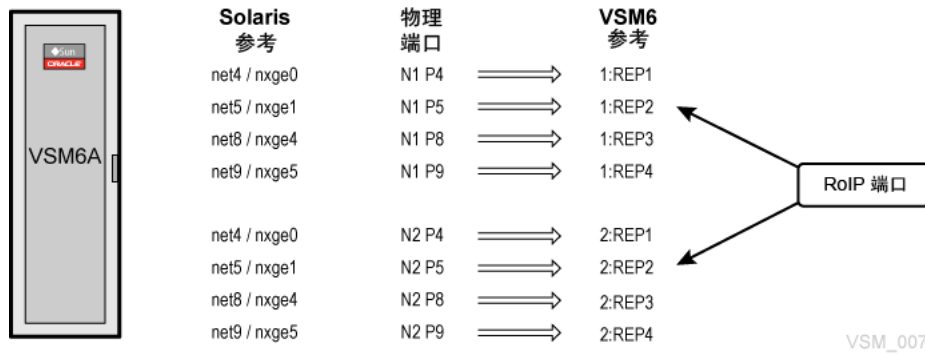 Sun
ORACLE
VSM6A
Solaris 参考 物理 端口 VSM6 参考
net4 / nxge0 N1 P4 1:REP1
net5 / nxge1 N1 P5 1:REP2
net8 / nxge4 N1 P8 1:REP3
net9 / nxge5 N1 P9 1:REP4
RoIP 端口
net4 / nxge0 N2 P4 2:REP1
net5 / nxge1 N2 P5 2:REP2
net8 / nxge4 N2 P8 2:REP3
net9 / nxge5 N2 P9 2:REP4
VSM_007